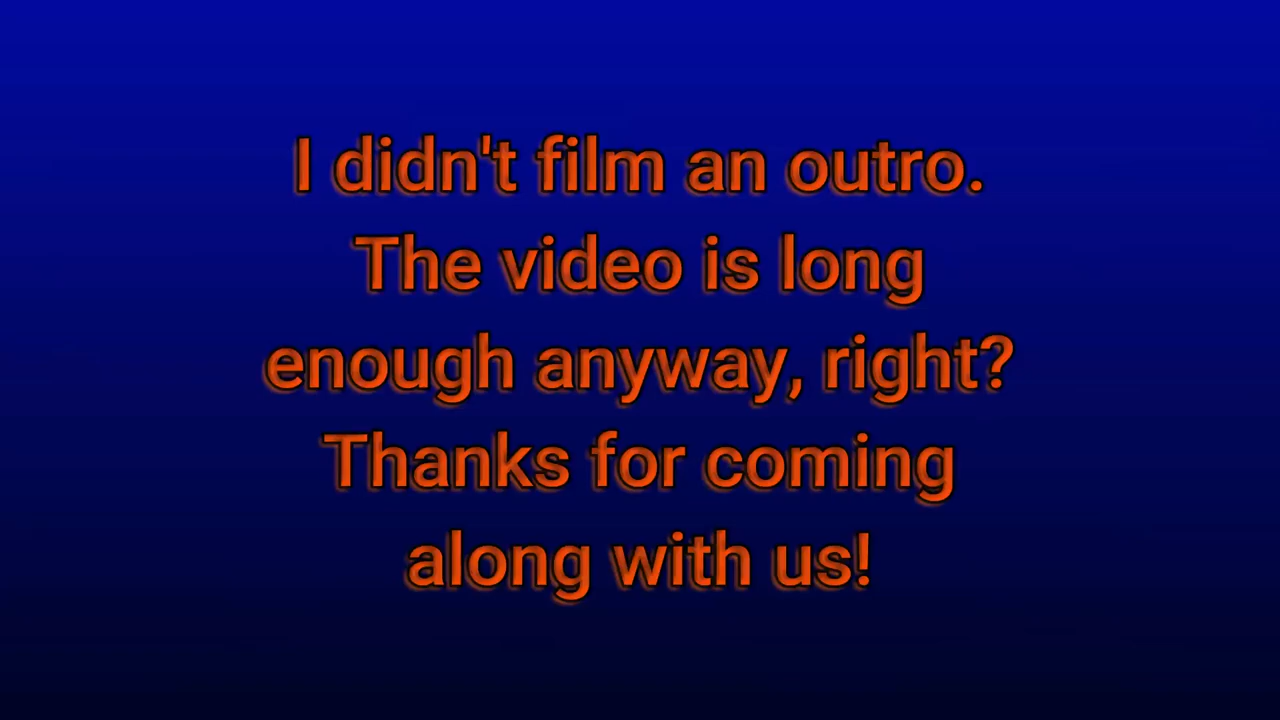 I didn't film an outro.
The video is long
enough anyway, right?
Thanks for coming
along with us!